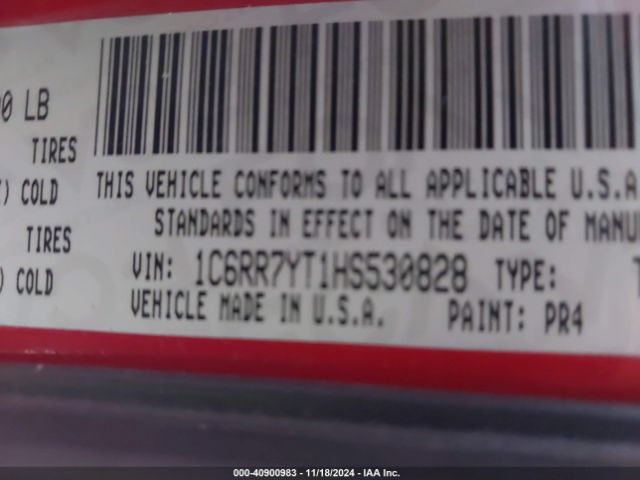 00 LB
TIRES
) COLD
TIRES
) COLD
THIS VEHICLE CONFORMS TO ALL APPLICABLE U.S.A
STANDARDS IN EFFECT ON THE DATE OF MANU
VIN: 1C6RR7YT1HS530828 TYPE: T
VEHICLE MADE IN U.S.A. PAINT: PR4
000-40900983 - 11/18/2024 - IAA Inc.